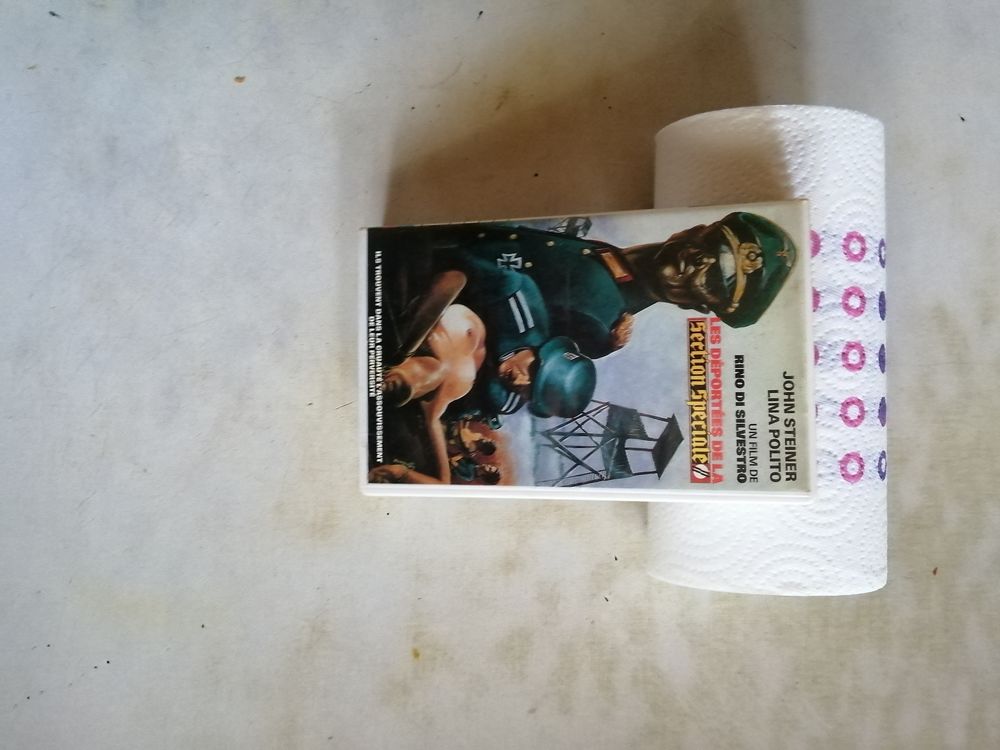 JOHN STEINER
LINA POLITO
UN FILM DE
RINO DI SILVESTRO
LES DÉPORTÉES DE LA
section speciale
ILS TROUVENT DANS LA CRUAUTÉ L'ASSOUVISSEMENT
DE LEUR PERVERSITÉ